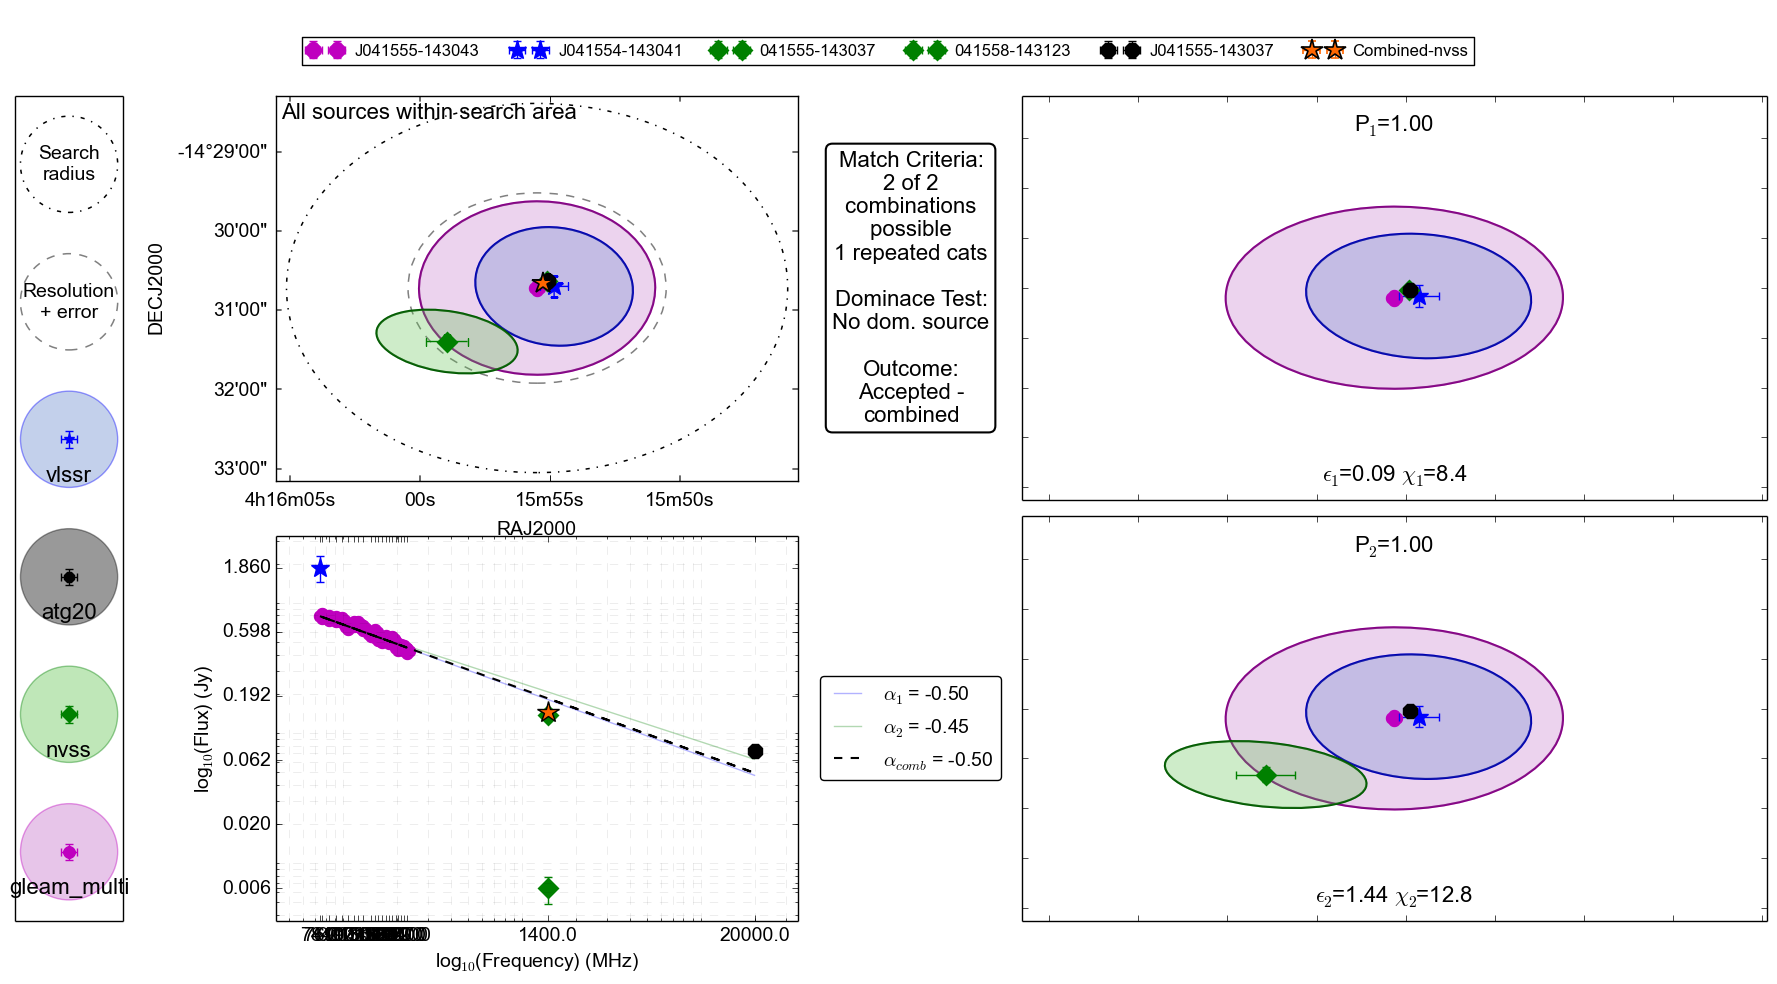 J041555-143043 J041554-143041 041555-143037 041558-143123 J041555-143037 Combined-nvss
Search
radius
Resolution
+ error
vlssr
atg20
nvss
gleam_multi
All sources within search area
DECJ2000
-14°29'00"
30'00"
31'00"
32'00"
33'00"
4h16m05s 00s 15m55s 15m50s
RAJ2000
Match Criteria:
2 of 2
combinations
possible
1 repeated cats
Dominace Test:
No dom. source
Outcome:
Accepted -
combined
P₁=1.00
ϵ₁=0.09 χ₁=8.4
log₁₀(Flux) (Jy)
1.860
0.598
0.192
0.062
0.020
0.006
1400.0 20000.0
log₁₀(Frequency) (MHz)
α₁ = -0.50
α₂ = -0.45
α_comb = -0.50
P₂=1.00
ϵ₂=1.44 χ₂=12.8